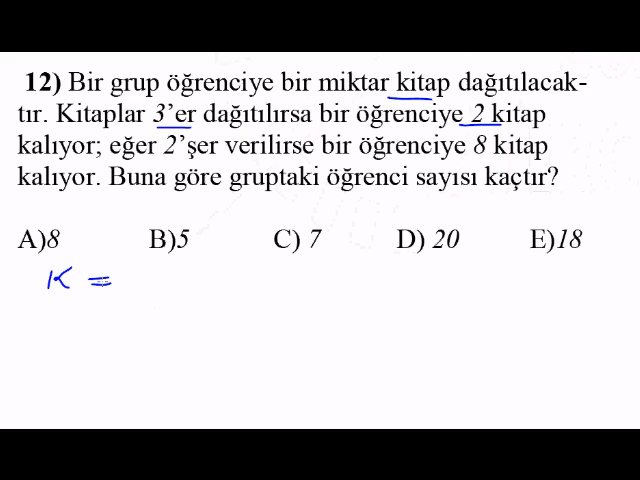 12) Bir grup öğrenciye bir miktar kitap dağıtılacak-
tır. Kitaplar 3’er dağıtılırsa bir öğrenciye 2 kitap
kalıyor; eğer 2’şer verilirse bir öğrenciye 8 kitap
kalıyor. Buna göre gruptaki öğrenci sayısı kaçtır?
A)8 B)5 C) 7 D) 20 E)18
K =